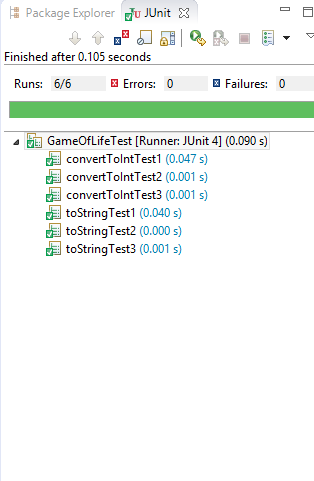 Package Explorer JUnit
Finished after 0.105 seconds
Runs: 6/6 Errors: 0 Failures: 0
GameOfLifeTest [Runner: JUnit 4] (0.090 s)
convertToIntTest1 (0.047 s)
convertToIntTest2 (0.001 s)
convertToIntTest3 (0.001 s)
toStringTest1 (0.040 s)
toStringTest2 (0.000 s)
toStringTest3 (0.001 s)